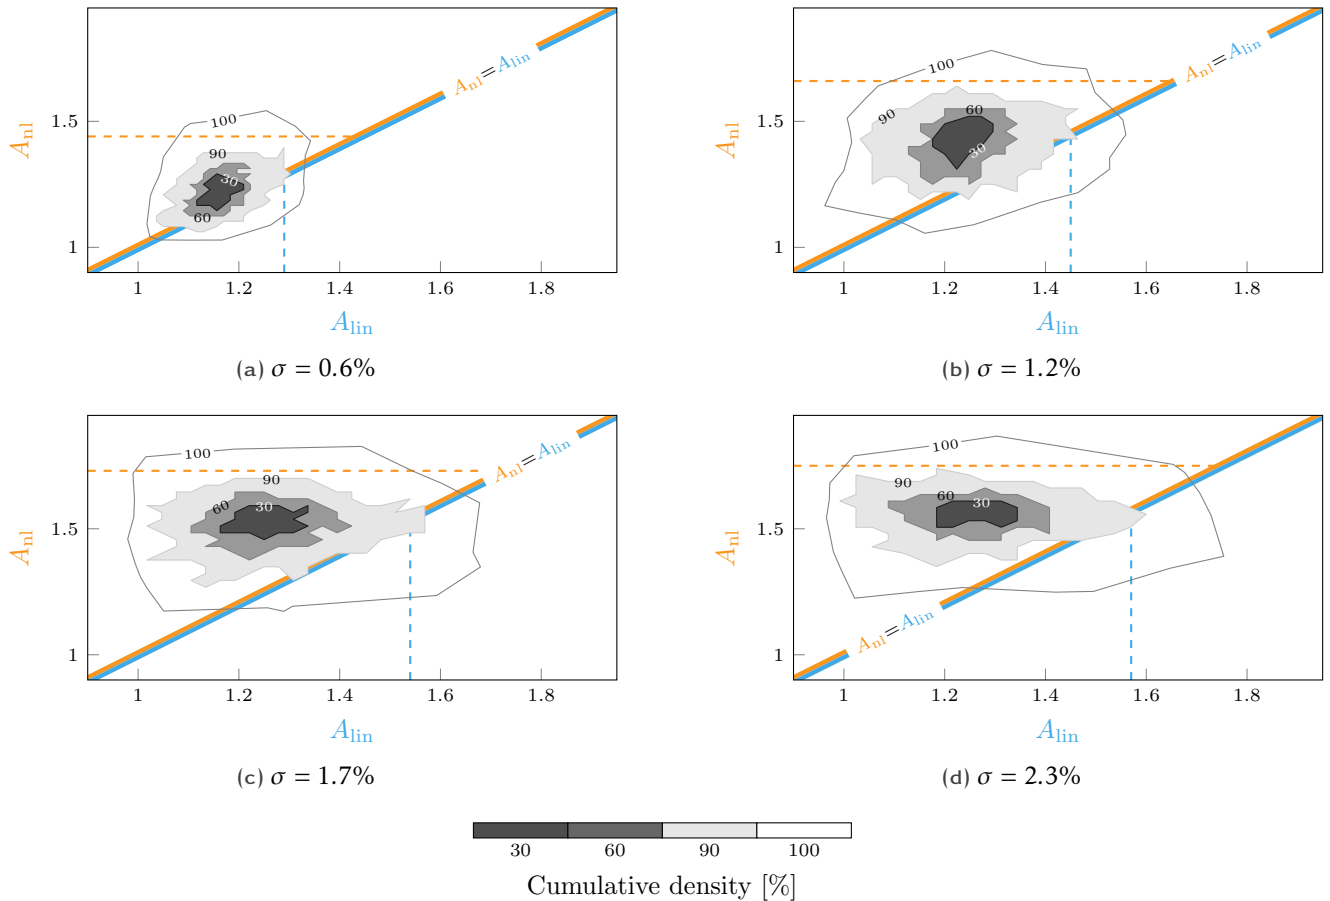 100
90
30
60
A_nl = A_lin
1.5
1
A_nl
1 1.2 1.4 1.6 1.8
A_lin
(a) σ = 0.6%
100
90
60
30
A_nl = A_lin
1.5
1
A_nl
1 1.2 1.4 1.6 1.8
A_lin
(b) σ = 1.2%
100
90
60
30
A_nl = A_lin
1.5
1
A_nl
1 1.2 1.4 1.6 1.8
A_lin
(c) σ = 1.7%
100
90
60
30
A_nl = A_lin
1.5
1
A_nl
1 1.2 1.4 1.6 1.8
A_lin
(d) σ = 2.3%
30 60 90 100
Cumulative density [%]